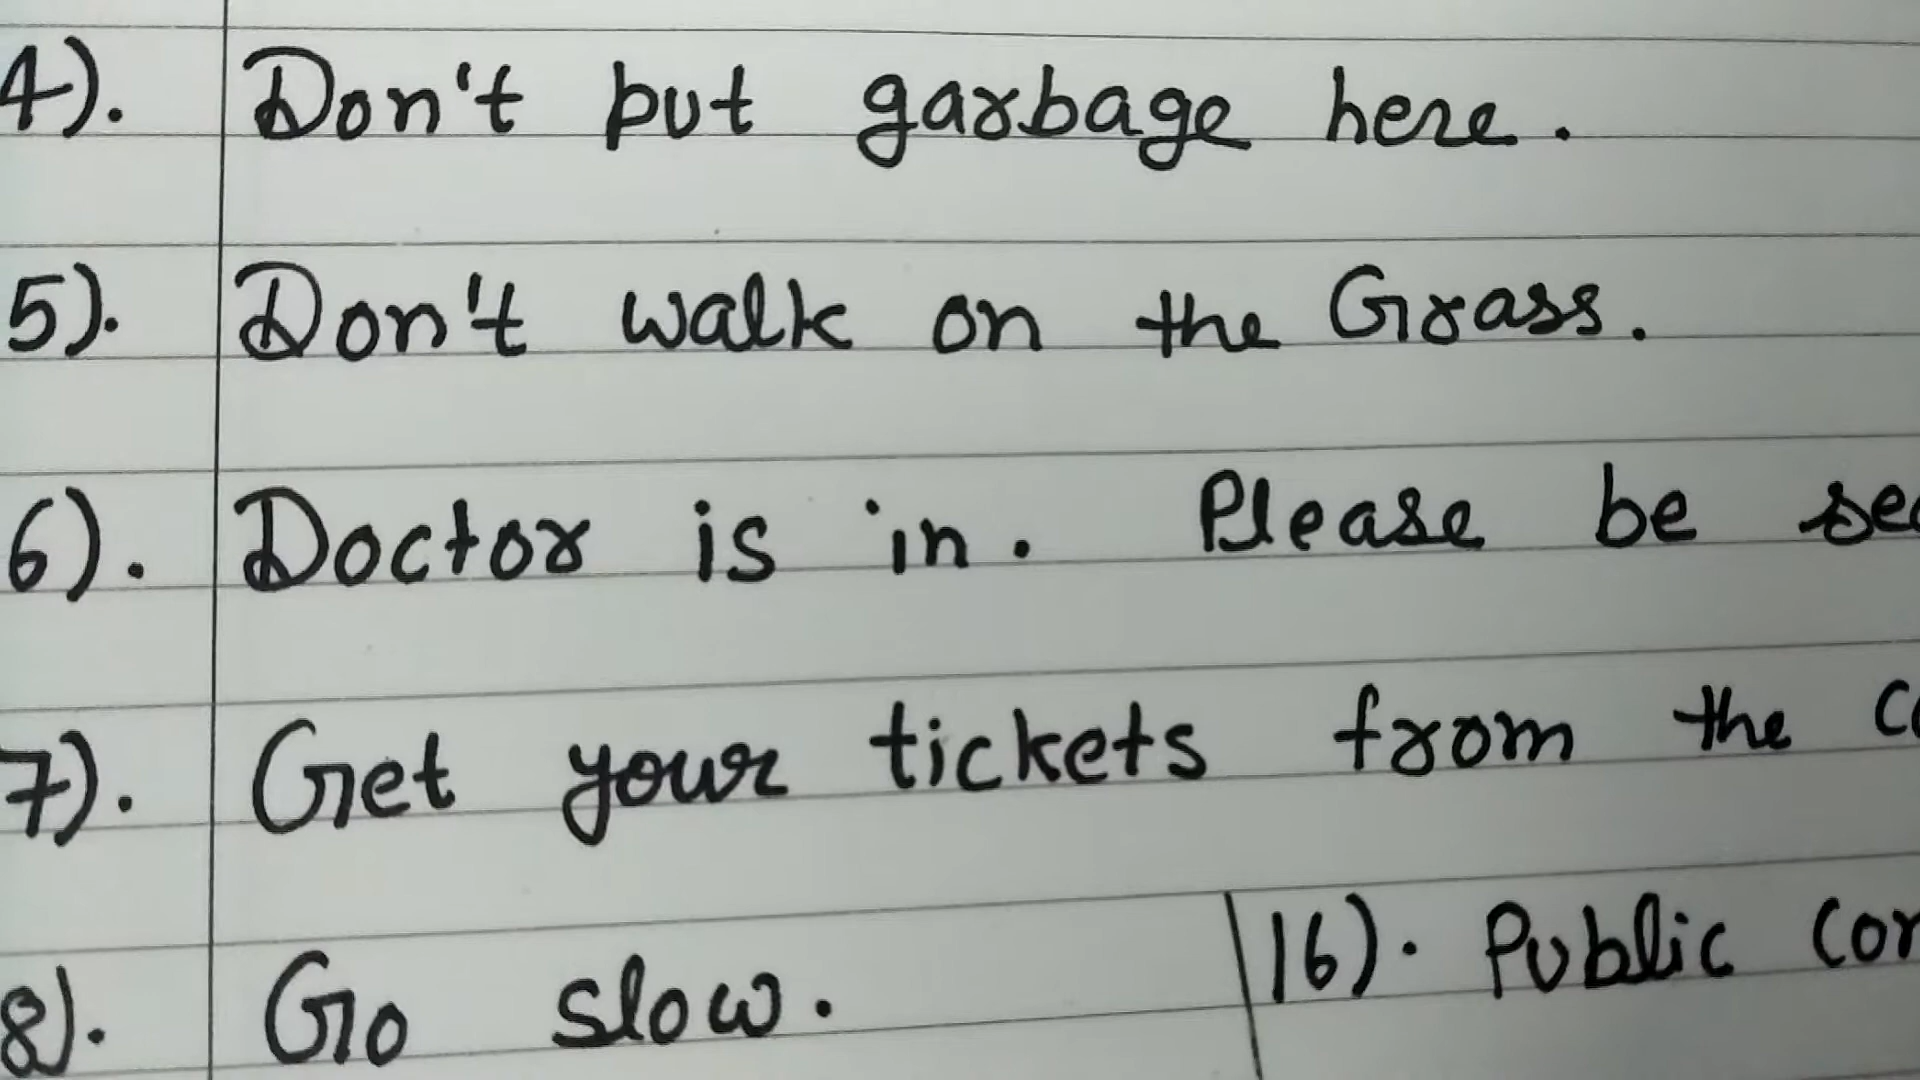 4). Don't put garbage here.
5). Don't walk on the Grass.
6). Doctor is in. Please be
7). Get your tickets from the
8). Go slow.
16). Public